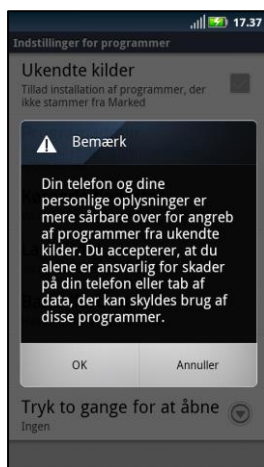 17.37
Indstillinger for programmer
Ukendte kilder
Tillad installation af programmer, der
ikke stammer fra Marked
Bemærk
Din telefon og dine
personlige oplysninger er
mere sårbare over for angreb
af programmer fra ukendte
kilder. Du accepterer, at du
alene er ansvarlig for skader
på din telefon eller tab af
data, der kan skyldes brug af
disse programmer.
OK Annuller
Tryk to gange for at åbne
Ingen